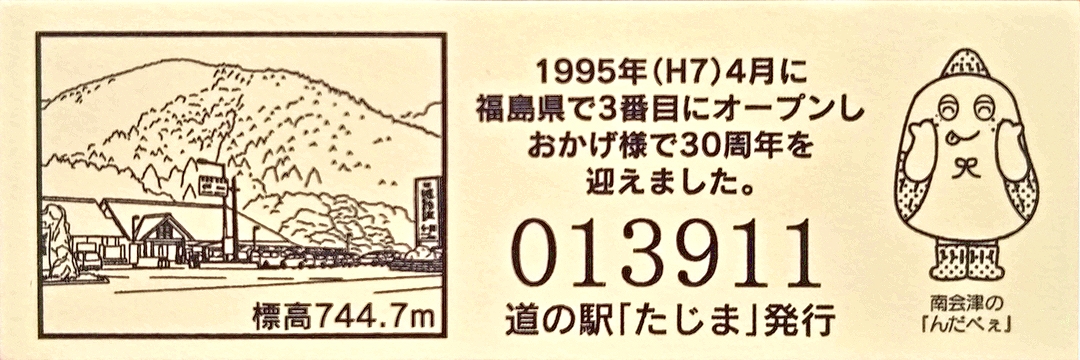 標高744.7m
1995年(H7)4月に
福島県で3番目にオープンし
おかげ様で30周年を
迎えました。
013911
道の駅「たじま」発行
南会津の
「んだべぇ」